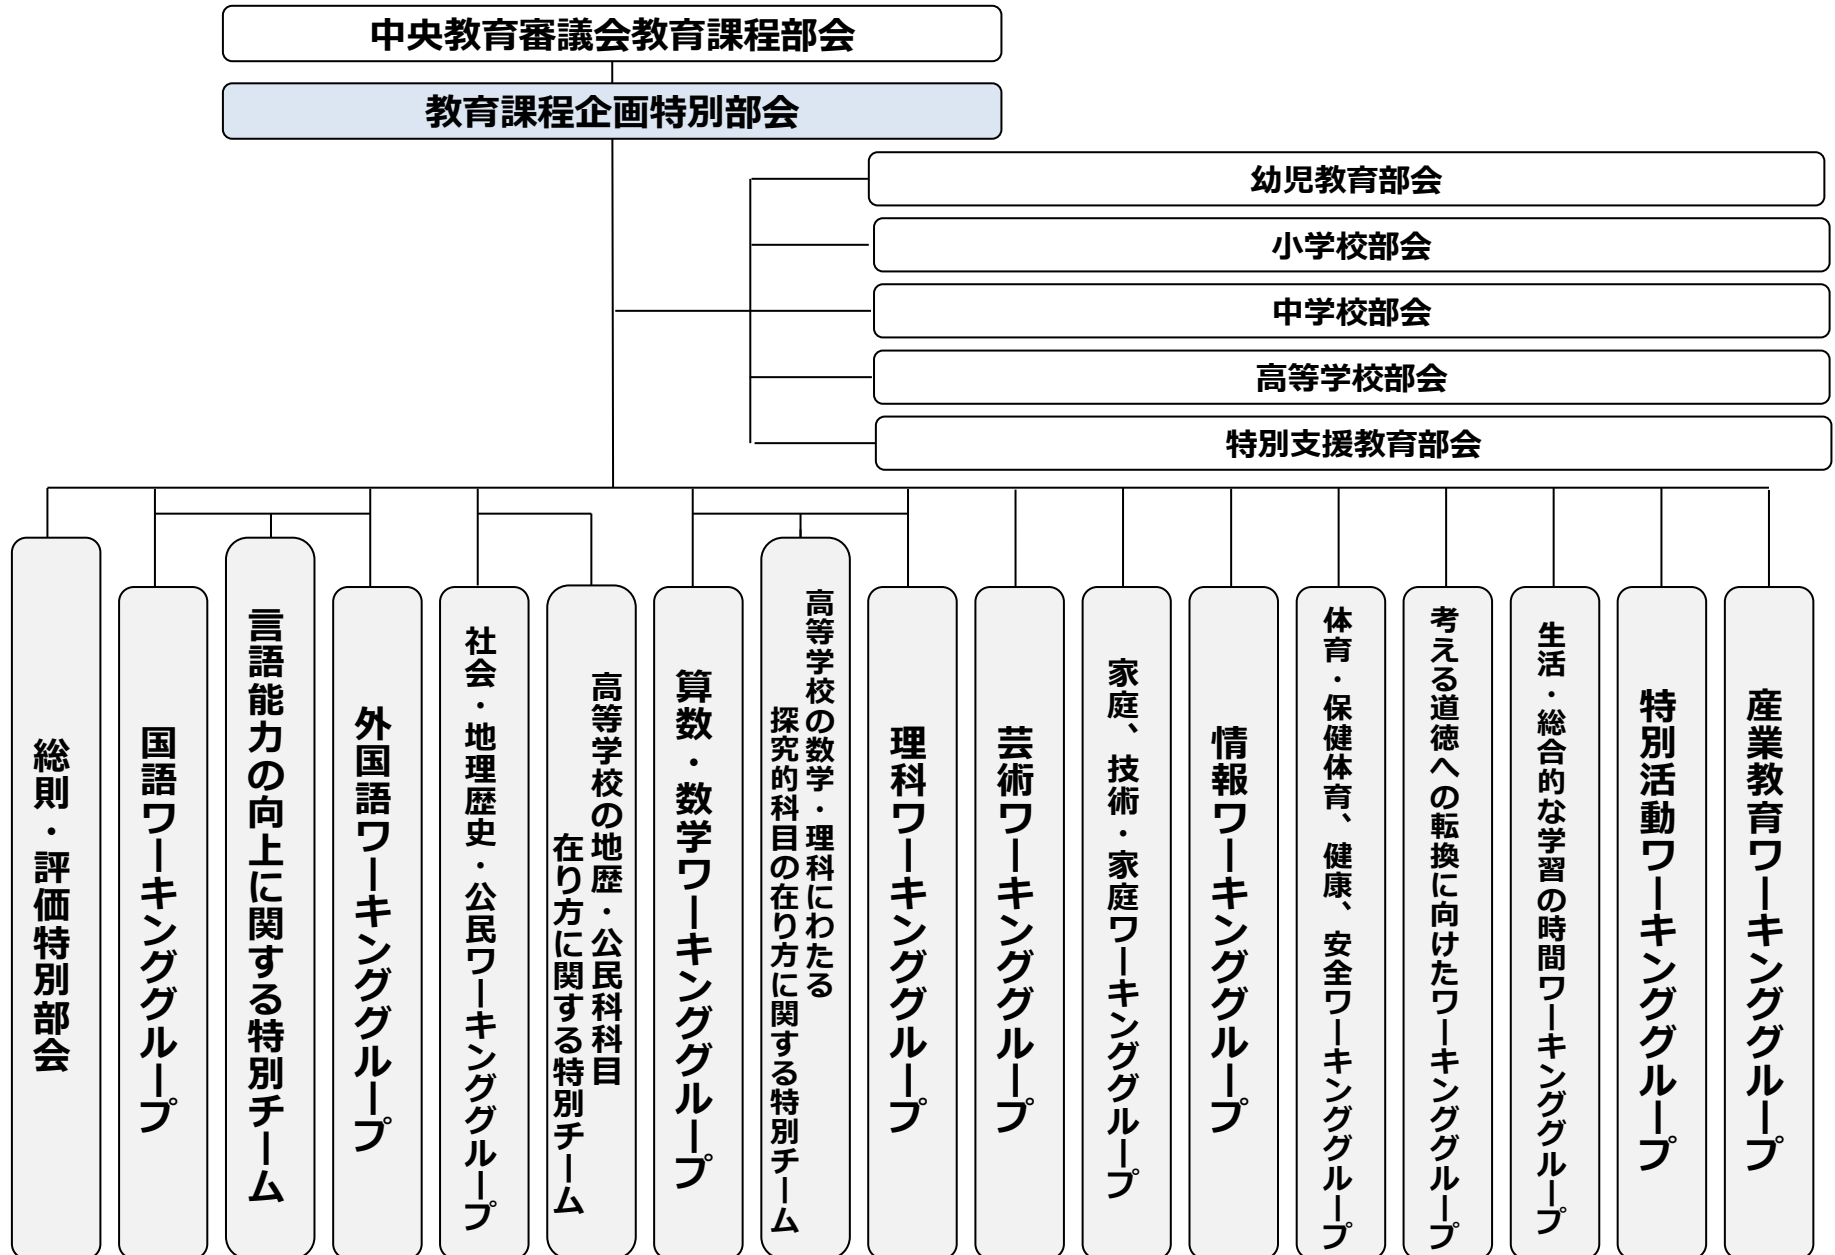 中央教育審議会教育課程部会
教育課程企画特別部会
幼児教育部会
小学校部会
中学校部会
高等学校部会
特別支援教育部会
総則・評価特別部会
国語ワーキンググループ
言語能力の向上に関する特別チーム
外国語ワーキンググループ
社会・地理歴史・公民ワーキンググループ
高等学校の地歴・公民科科目
在り方に関する特別チーム
算数・数学ワーキンググループ
高等学校の数学・理科にわたる
探究的科目の在り方に関する特別チーム
理科ワーキンググループ
芸術ワーキンググループ
家庭、技術・家庭ワーキンググループ
情報ワーキンググループ
体育・保健体育、健康、安全ワーキンググループ
考える道徳への転換に向けたワーキンググループ
生活・総合的な学習の時間ワーキンググループ
特別活動ワーキンググループ
産業教育ワーキンググループ